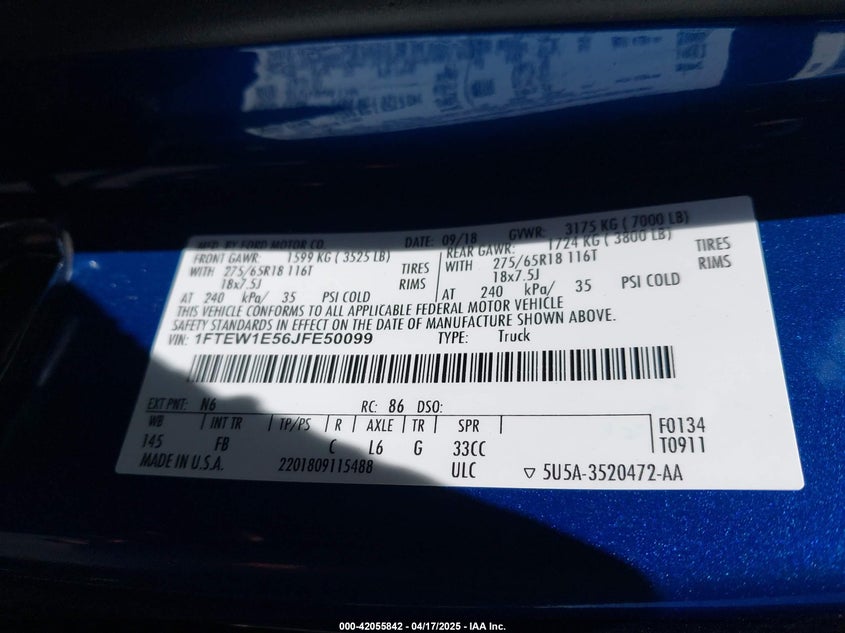 MFD. BY FORD MOTOR CO. DATE: 09/18 GVWR: 3175 KG ( 7000 LB)
FRONT GAWR: 1599 KG ( 3525 LB) REAR GAWR: 1724 KG ( 3800 LB)
WITH 275/65R18 116T TIRES WITH 275/65R18 116T TIRES
18x7.5J RIMS 18x7.5J RIMS
AT 240 kPa/ 35 PSI COLD AT 240 kPa/ 35 PSI COLD
THIS VEHICLE CONFORMS TO ALL APPLICABLE FEDERAL MOTOR VEHICLE
SAFETY STANDARDS IN EFFECT ON THE DATE OF MANUFACTURE SHOWN ABOVE.
VIN: 1FTEW1E56JFE50099 TYPE: Truck
EXT PNT: N6 RC: 86 DSO:
WB INT TR TP/PS R AXLE TR SPR F0134
145 FB C L6 G 33CC T0911
MADE IN U.S.A. 2201809115488 ULC ▽ 5U5A-3520472-AA
000-42055842 - 04/17/2025 - IAA Inc.